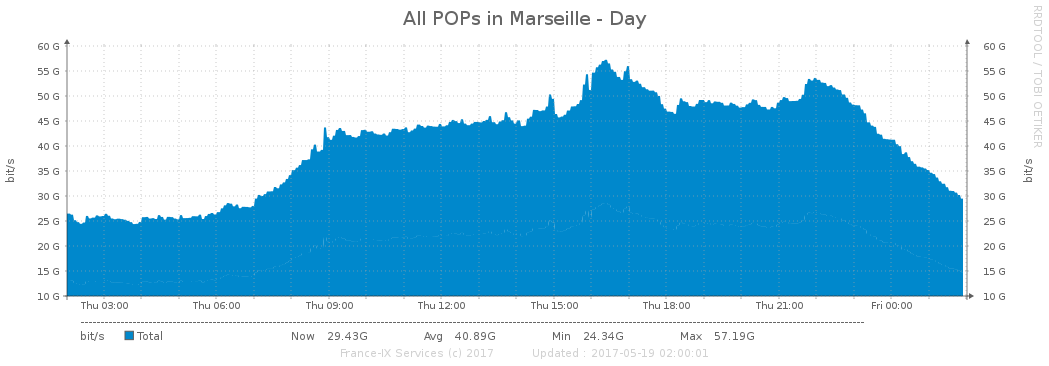 All POPs in Marseille - Day
RRDTOOL / TOBI OETIKER
60 G 60 G
55 G 55 G
50 G 50 G
45 G 45 G
40 G 40 G
35 G 35 G
30 G 30 G
25 G 25 G
20 G 20 G
15 G 15 G
10 G 10 G
bit/s
bit/s
Thu 03:00 Thu 06:00 Thu 09:00 Thu 12:00 Thu 15:00 Thu 18:00 Thu 21:00 Fri 00:00
bit/s Total Now 29.43G Avg 40.89G Min 24.34G Max 57.19G
France-IX Services (c) 2017 Updated : 2017-05-19 02:00:01